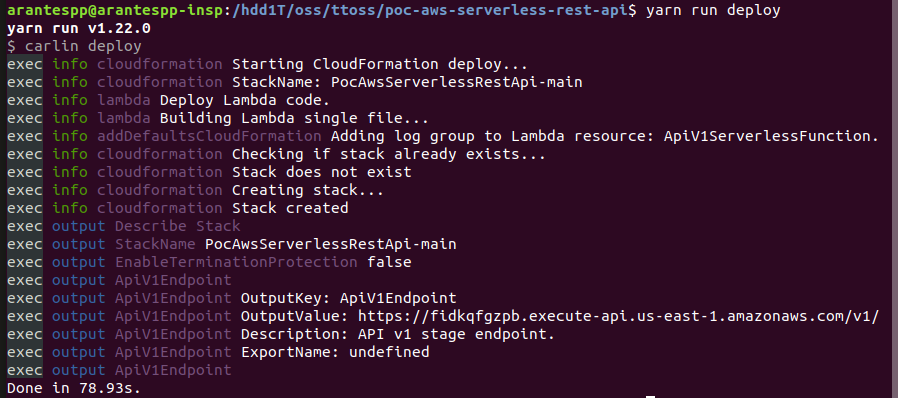 arantespp@arantespp-insp:/hdd1T/oss/ttoss/poc-aws-serverless-rest-api$ yarn run deploy
yarn run v1.22.0
$ carlin deploy
exec info cloudformation Starting CloudFormation deploy...
exec info cloudformation StackName: PocAwsServerlessRestApi-main
exec info lambda Deploy Lambda code.
exec info lambda Building Lambda single file...
exec info addDefaultsCloudFormation Adding log group to Lambda resource: ApiV1ServerlessFunction.
exec info cloudformation Checking if stack already exists...
exec info cloudformation Stack does not exist
exec info cloudformation Creating stack...
exec info cloudformation Stack created
exec output Describe Stack
exec output StackName PocAwsServerlessRestApi-main
exec output EnableTerminationProtection false
exec output ApiV1Endpoint
exec output ApiV1Endpoint OutputKey: ApiV1Endpoint
exec output ApiV1Endpoint OutputValue: https://fidkqfgzpb.execute-api.us-east-1.amazonaws.com/v1/
exec output ApiV1Endpoint Description: API v1 stage endpoint.
exec output ApiV1Endpoint ExportName: undefined
exec output ApiV1Endpoint
Done in 78.93s.